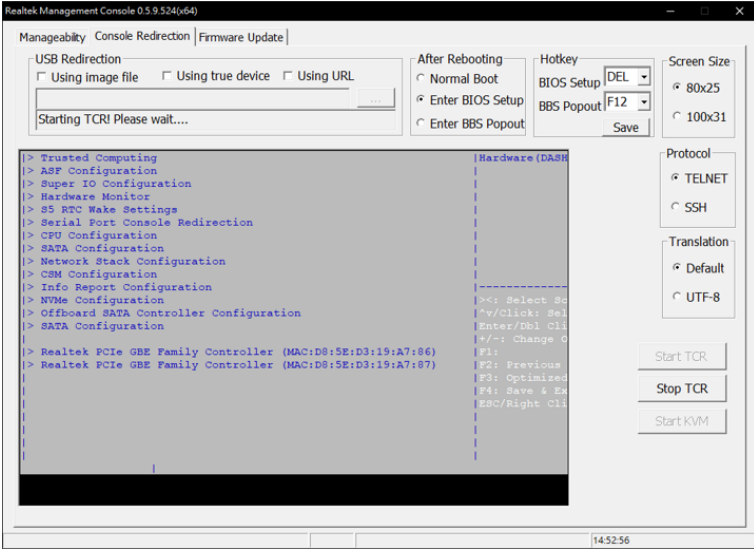 Realtek Management Console 0.5.9.524(x64)
Manageability Console Redirection Firmware Update
USB Redirection
Using image file Using true device Using URL
...
Starting TCR! Please wait....
After Rebooting
Normal Boot
Enter BIOS Setup
Enter BBS Popout
Hotkey
BIOS Setup DEL
BBS Popout F12
Save
Screen Size
80x25
100x31
Protocol
TELNET
SSH
Translation
Default
UTF-8
Start TCR
Stop TCR
Start KVM
|> Trusted Computing
|> ASF Configuration
|> Super IO Configuration
|> Hardware Monitor
|> S5 RTC Wake Settings
|> Serial Port Console Redirection
|> CPU Configuration
|> SATA Configuration
|> Network Stack Configuration
|> CSM Configuration
|> Info Report Configuration
|> NVMe Configuration
|> Offboard SATA Controller Configuration
|> SATA Configuration
|> Realtek PCIe GBE Family Controller (MAC:D8:5E:D3:19:A7:86)
|> Realtek PCIe GBE Family Controller (MAC:D8:5E:D3:19:A7:87)
|Hardware(DASH
|-------------
|><: Select Sc
|^v/Click: Sel
|Enter/Dbl Cli
|+/-: Change O
|F1:
|F2: Previous
|F3: Optimized
|F4: Save & Ex
|ESC/Right Cli
14:52:56